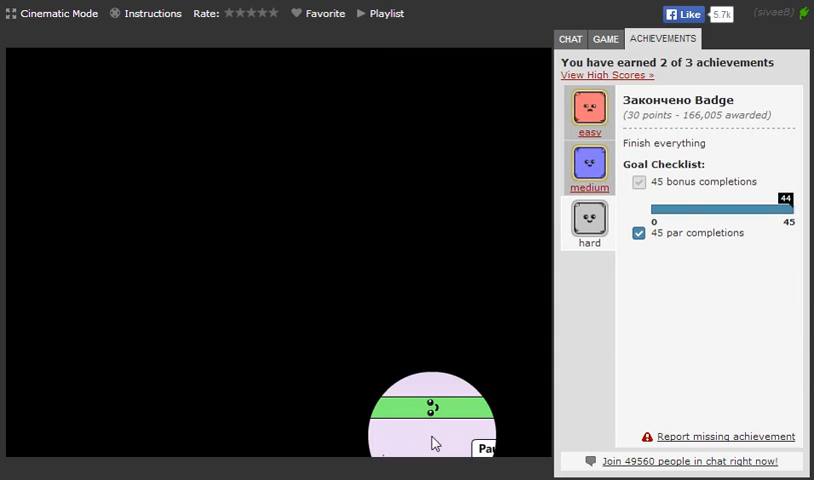 Cinematic Mode Instructions Rate: Favorite Playlist Like 5.7k (sivae8)
CHAT GAME ACHIEVEMENTS
You have earned 2 of 3 achievements
View High Scores »
easy
medium
hard
Закончено Badge
(30 points - 166,005 awarded)
Finish everything
Goal Checklist:
45 bonus completions
44
0 45
45 par completions
Report missing achievement
Join 49560 people in chat right now!